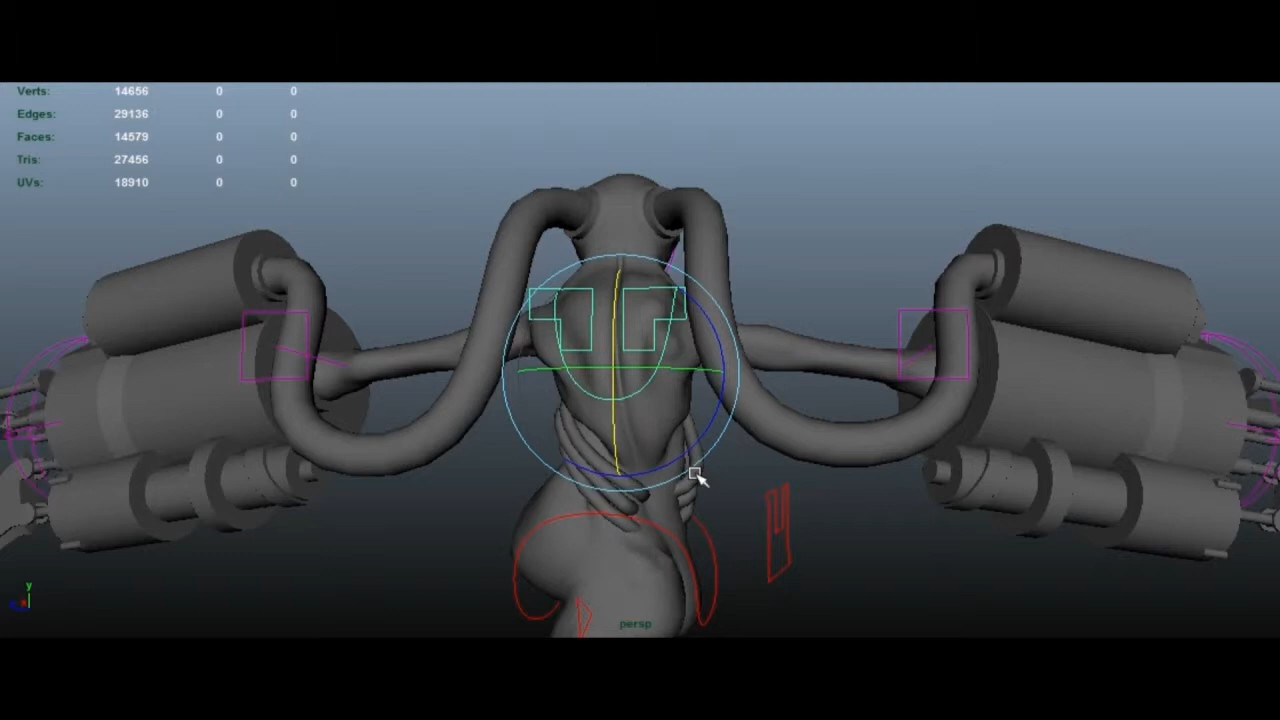 Verts: 14656 0 0
Edges: 29136 0 0
Faces: 14579 0 0
Tris: 27456 0 0
UVs: 18910 0 0
y
persp